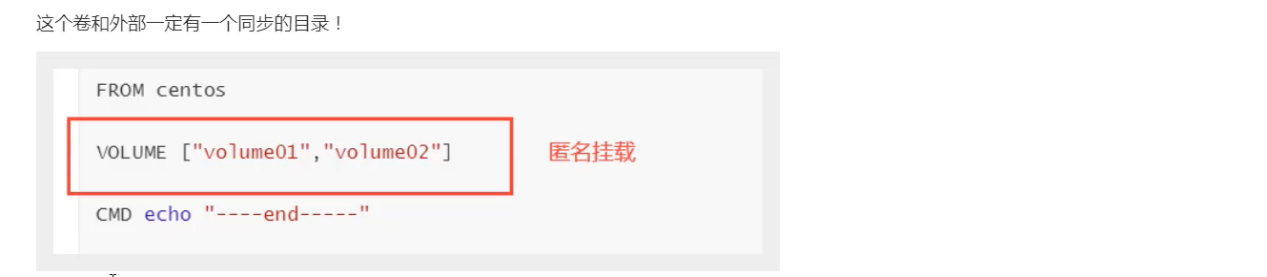 这个卷和外部一定有一个同步的目录！
FROM centos
VOLUME ["volume01","volume02"]
匿名挂载
CMD echo "----end-----"